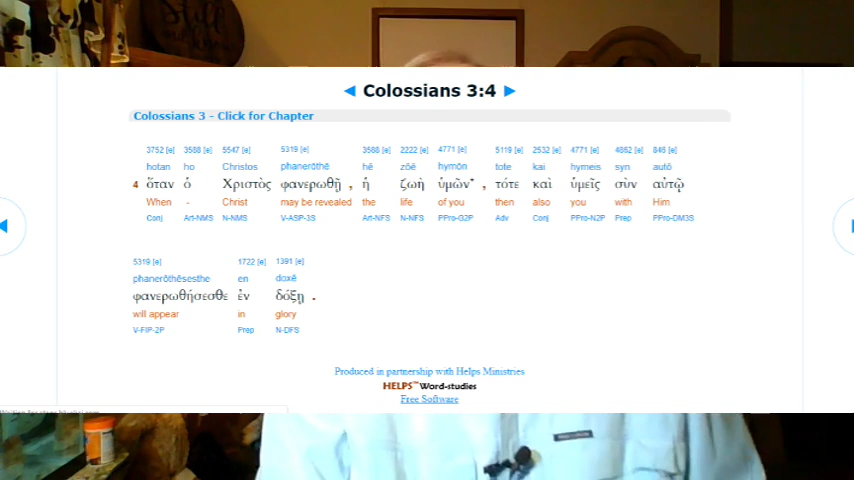 Still
◄ Colossians 3:4 ►
Colossians 3 - Click for Chapter
3752 [e] 3588 [e] 5547 [e] 5319 [e] 3588 [e] 2222 [e] 4771 [e] 5119 [e] 2532 [e] 4771 [e] 4862 [e] 846 [e]
hotan ho Christos phanerōthē hē zōē hymōn tote kai hymeis syn autō
4 ὅταν ὁ Χριστὸς φανερωθῇ , ἡ ζωὴ ὑμῶν* , τότε καὶ ὑμεῖς σὺν αὐτῷ
When - Christ may be revealed the life of you then also you with Him
Conj Art-NMS N-NMS V-ASP-3S Art-NFS N-NFS PPro-G2P Adv Conj PPro-N2P Prep PPro-DM3S
5319 [e] 1722 [e] 1391 [e]
phanerōthēsesthe en doxē
φανερωθήσεσθε ἐν δόξῃ .
will appear in glory
V-FIP-2P Prep N-DFS
Produced in partnership with Helps Ministries
HELPS™ Word-studies
Free Software